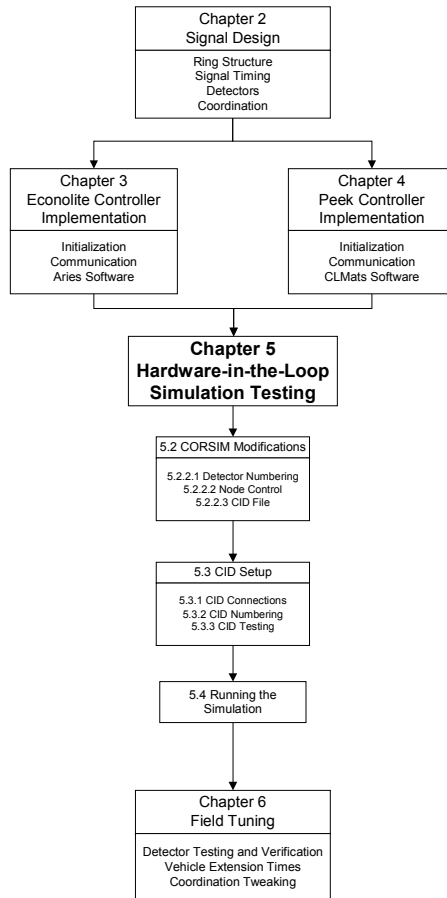 Chapter 2
Signal Design
Ring Structure
Signal Timing
Detectors
Coordination
Chapter 3
Econolite Controller
Implementation
Initialization
Communication
Aries Software
Chapter 4
Peek Controller
Implementation
Initialization
Communication
CLMats Software
Chapter 5
Hardware-in-the-Loop
Simulation Testing
5.2 CORSIM Modifications
5.2.2.1 Detector Numbering
5.2.2.2 Node Control
5.2.2.3 CID File
5.3 CID Setup
5.3.1 CID Connections
5.3.2 CID Numbering
5.3.3 CID Testing
5.4 Running the
Simulation
Chapter 6
Field Tuning
Detector Testing and Verification
Vehicle Extension Times
Coordination Tweaking